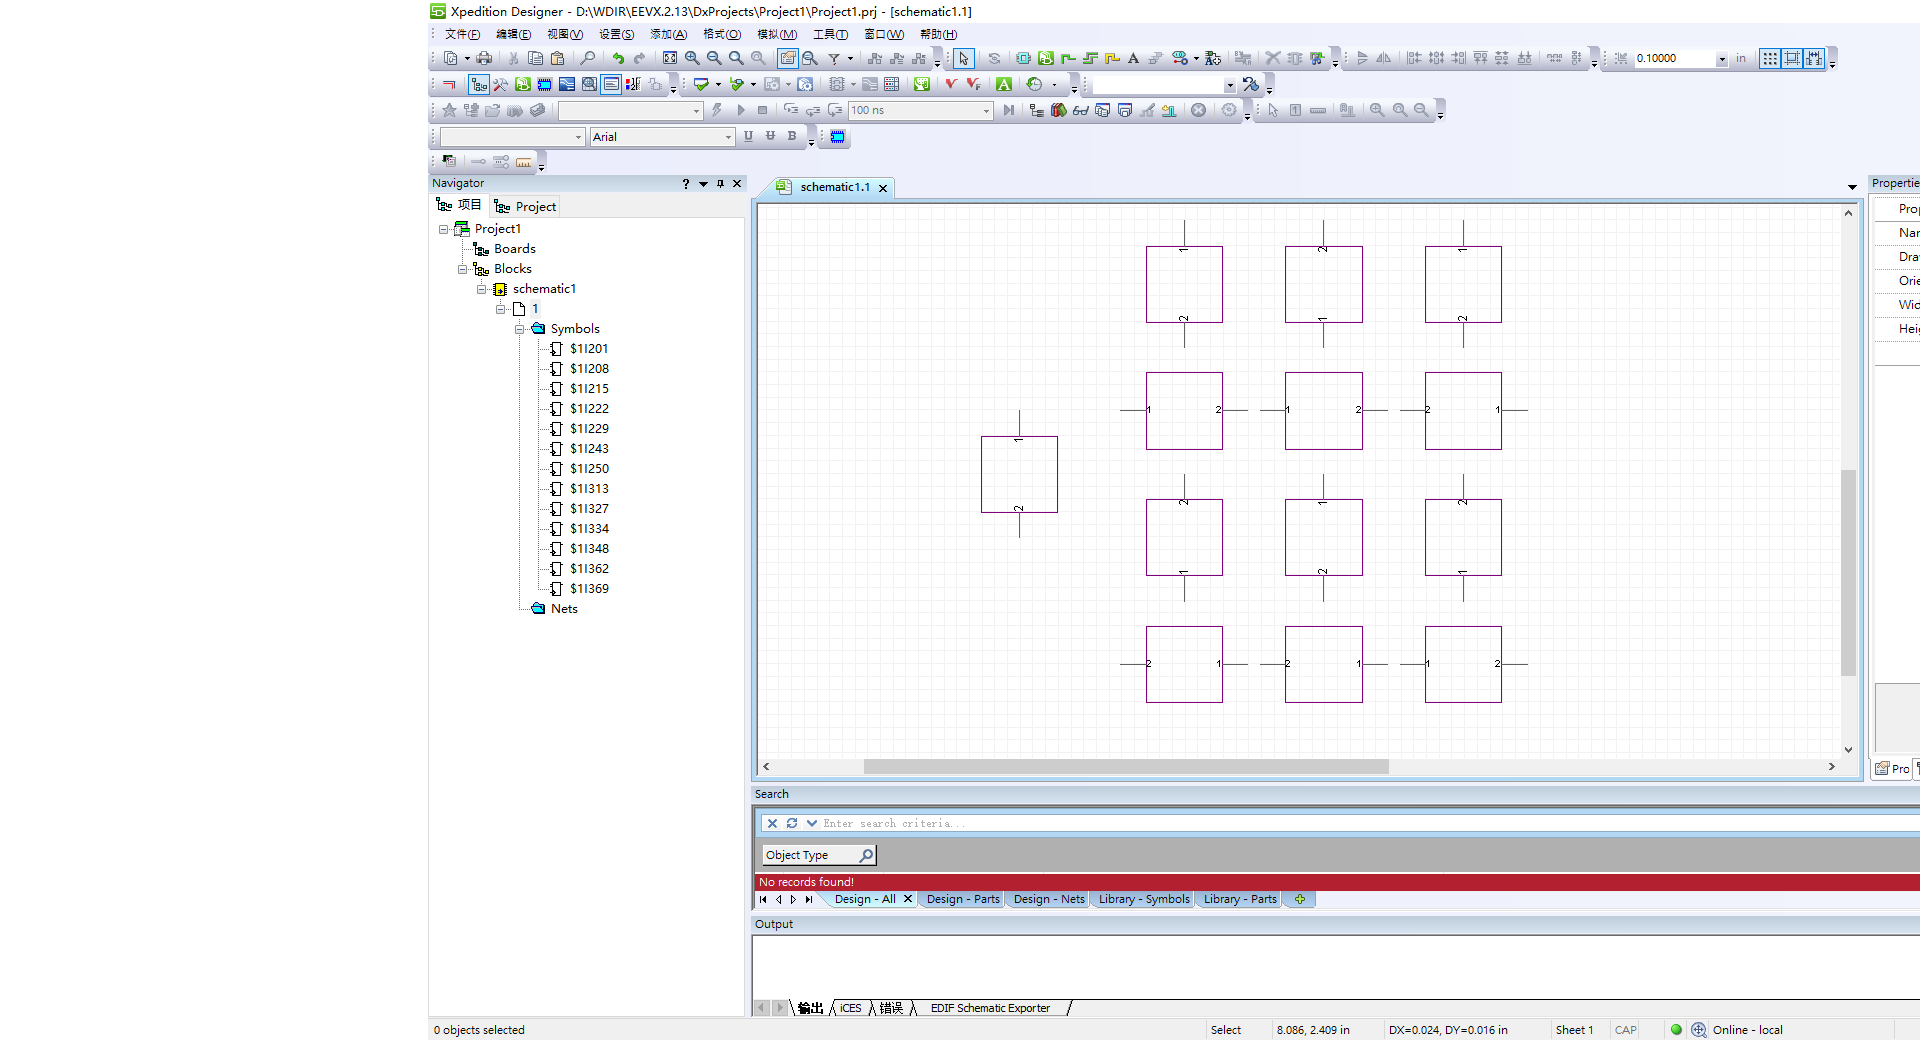 Xpedition Designer - D:\WDIR\EEVX.2.13\DxProjects\Project1\Project1.prj - [schematic1.1]
文件(F) 编辑(E) 视图(V) 设置(S) 添加(A) 格式(O) 模拟(M) 工具(T) 窗口(W) 帮助(H)
0.10000 in
100 ns
Arial U U B
Navigator
schematic1.1
Properties
项目 Project
Project1
Boards
Blocks
schematic1
1
Symbols
$1I201
$1I208
$1I215
$1I222
$1I229
$1I243
$1I250
$1I313
$1I327
$1I334
$1I348
$1I362
$1I369
Nets
1 2 1
2 1 2
1 2 1 2 2 1
1
2
2 1 2
1 2 1
2 1 2 1 1 2
Prop
Nar
Dra
Orie
Wid
Hei
Pro
Search
Enter search criteria...
Object Type
No records found!
Design - All Design - Parts Design - Nets Library - Symbols Library - Parts
Output
输出 iCES 错误 EDIF Schematic Exporter
0 objects selected Select 8.086, 2.409 in DX=0.024, DY=0.016 in Sheet 1 CAP Online - local